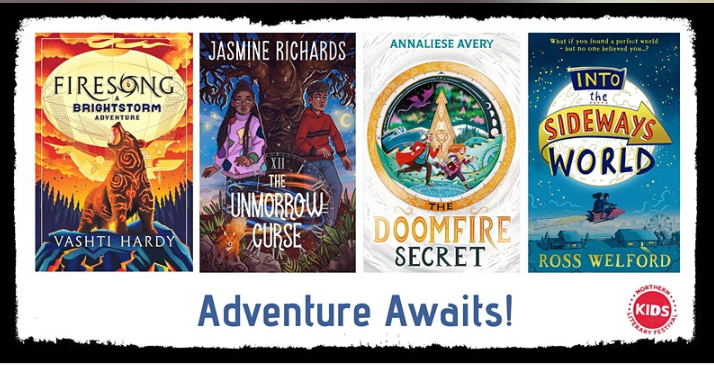 FIRESONG
A
BRIGHTSTORM
ADVENTURE
VASHTI HARDY
JASMINE RICHARDS
XII
THE
UNMORROW
CURSE
ANNALIESE AVERY
THE
DOOMFIRE
SECRET
What if you found a perfect world
- but no one believed you..?
INTO
the
SIDEWAYS
WORLD
ROSS WELFORD
Adventure Awaits!
NORTHERN
KIDS
LITERARY FESTIVAL